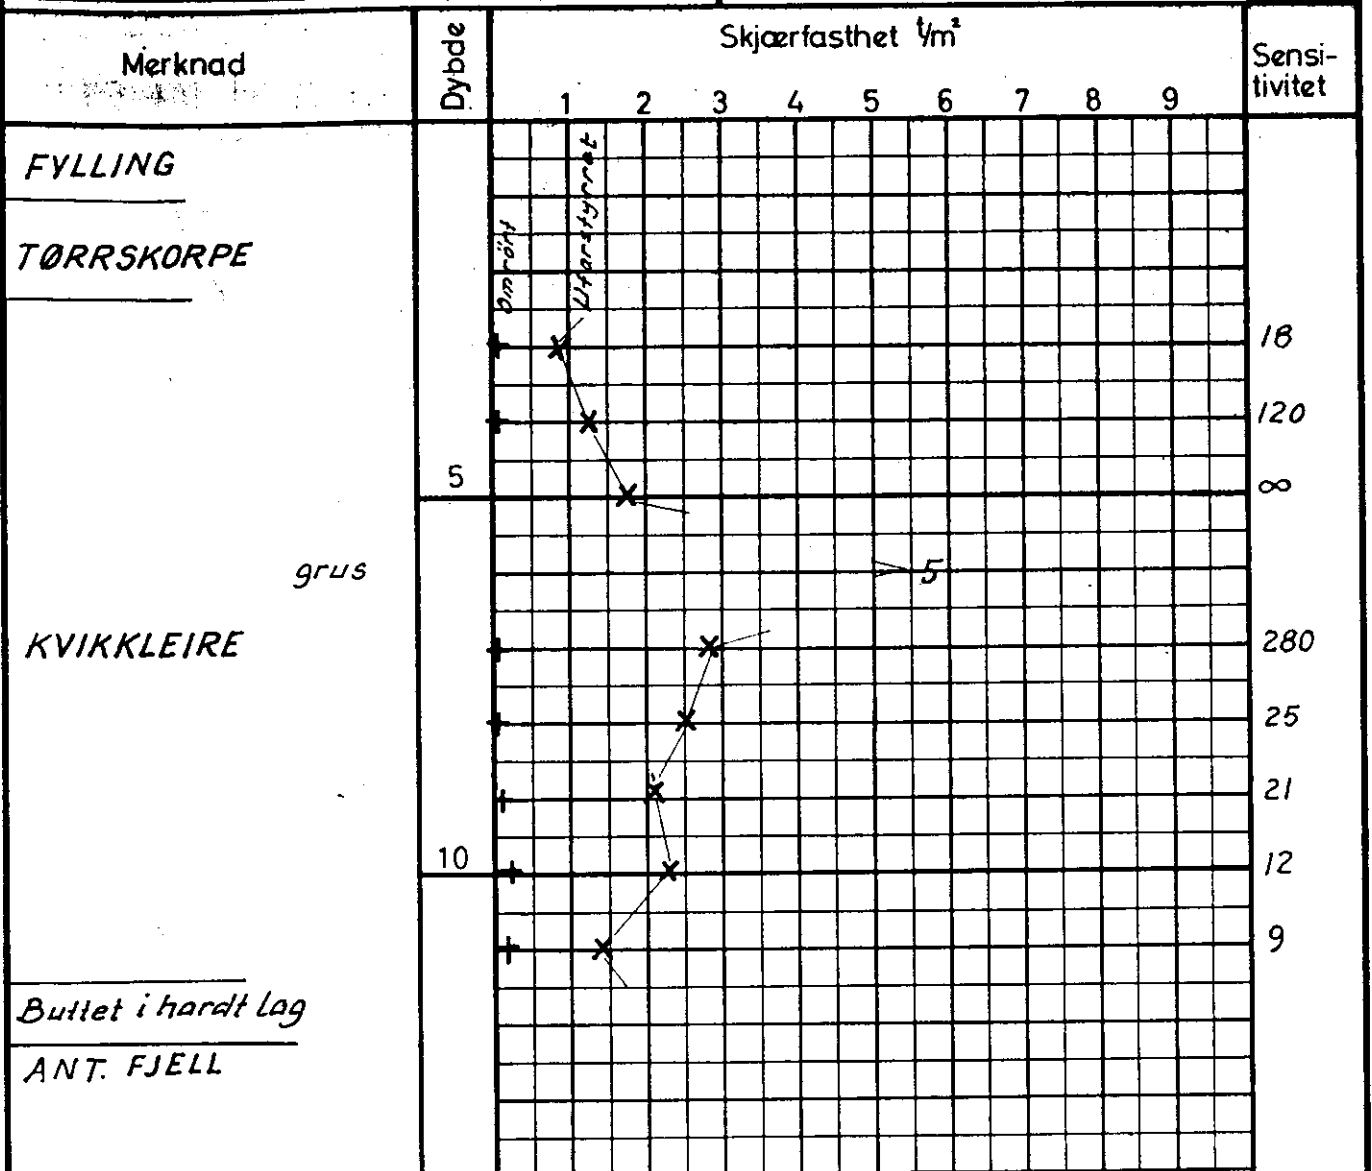 Merknad
Dybde
Skjærfasthet t/m²
Sensi-
tivitet
1 2 3 4 5 6 7 8 9
FYLLING
TØRRSKORPE
Omrört
Uforstyrret
18
120
5
∞
grus
5
KVIKKLEIRE
280
25
21
10
12
9
Buttet i hardt lag
ANT. FJELL